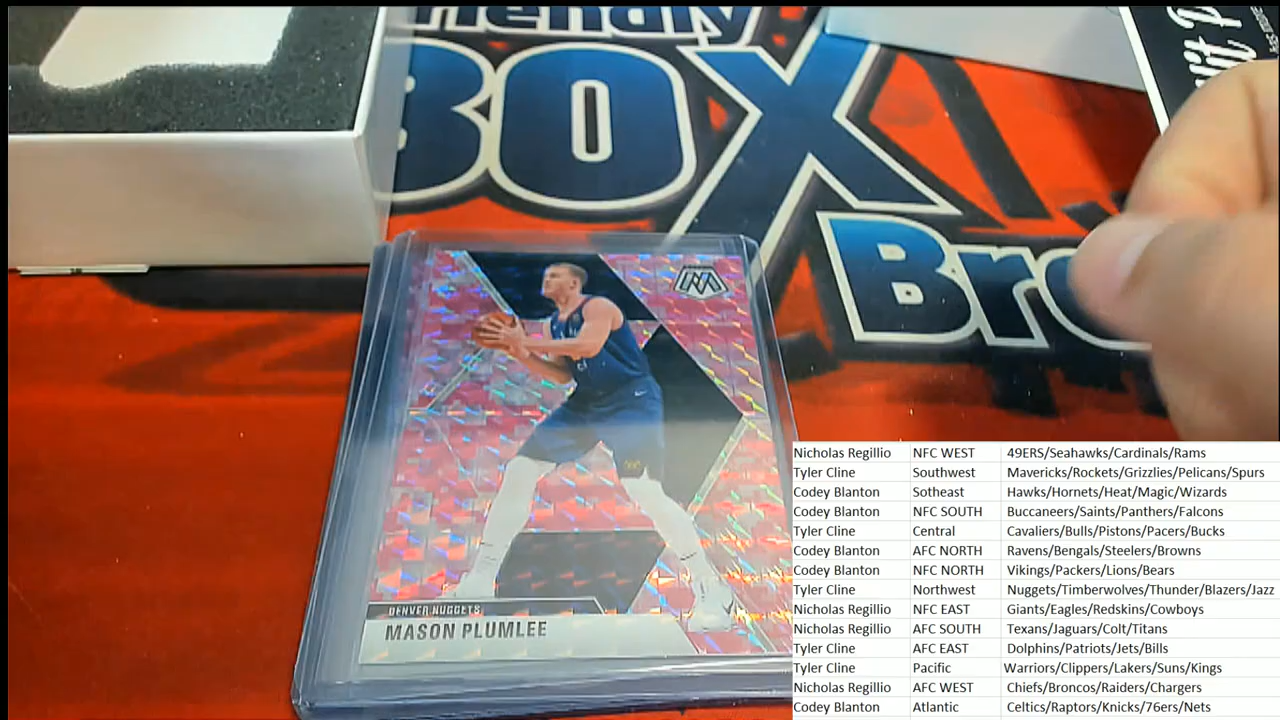 Friendly
BOX
Bre
DENVER NUGGETS
MASON PLUMLEE
Nicholas Regillio NFC WEST 49ERS/Seahawks/Cardinals/Rams
Tyler Cline Southwest Mavericks/Rockets/Grizzlies/Pelicans/Spurs
Codey Blanton Sotheast Hawks/Hornets/Heat/Magic/Wizards
Codey Blanton NFC SOUTH Buccaneers/Saints/Panthers/Falcons
Tyler Cline Central Cavaliers/Bulls/Pistons/Pacers/Bucks
Codey Blanton AFC NORTH Ravens/Bengals/Steelers/Browns
Codey Blanton NFC NORTH Vikings/Packers/Lions/Bears
Tyler Cline Northwest Nuggets/Timberwolves/Thunder/Blazers/Jazz
Nicholas Regillio NFC EAST Giants/Eagles/Redskins/Cowboys
Nicholas Regillio AFC SOUTH Texans/Jaguars/Colt/Titans
Tyler Cline AFC EAST Dolphins/Patriots/Jets/Bills
Tyler Cline Pacific Warriors/Clippers/Lakers/Suns/Kings
Nicholas Regillio AFC WEST Chiefs/Broncos/Raiders/Chargers
Codey Blanton Atlantic Celtics/Raptors/Knicks/76ers/Nets